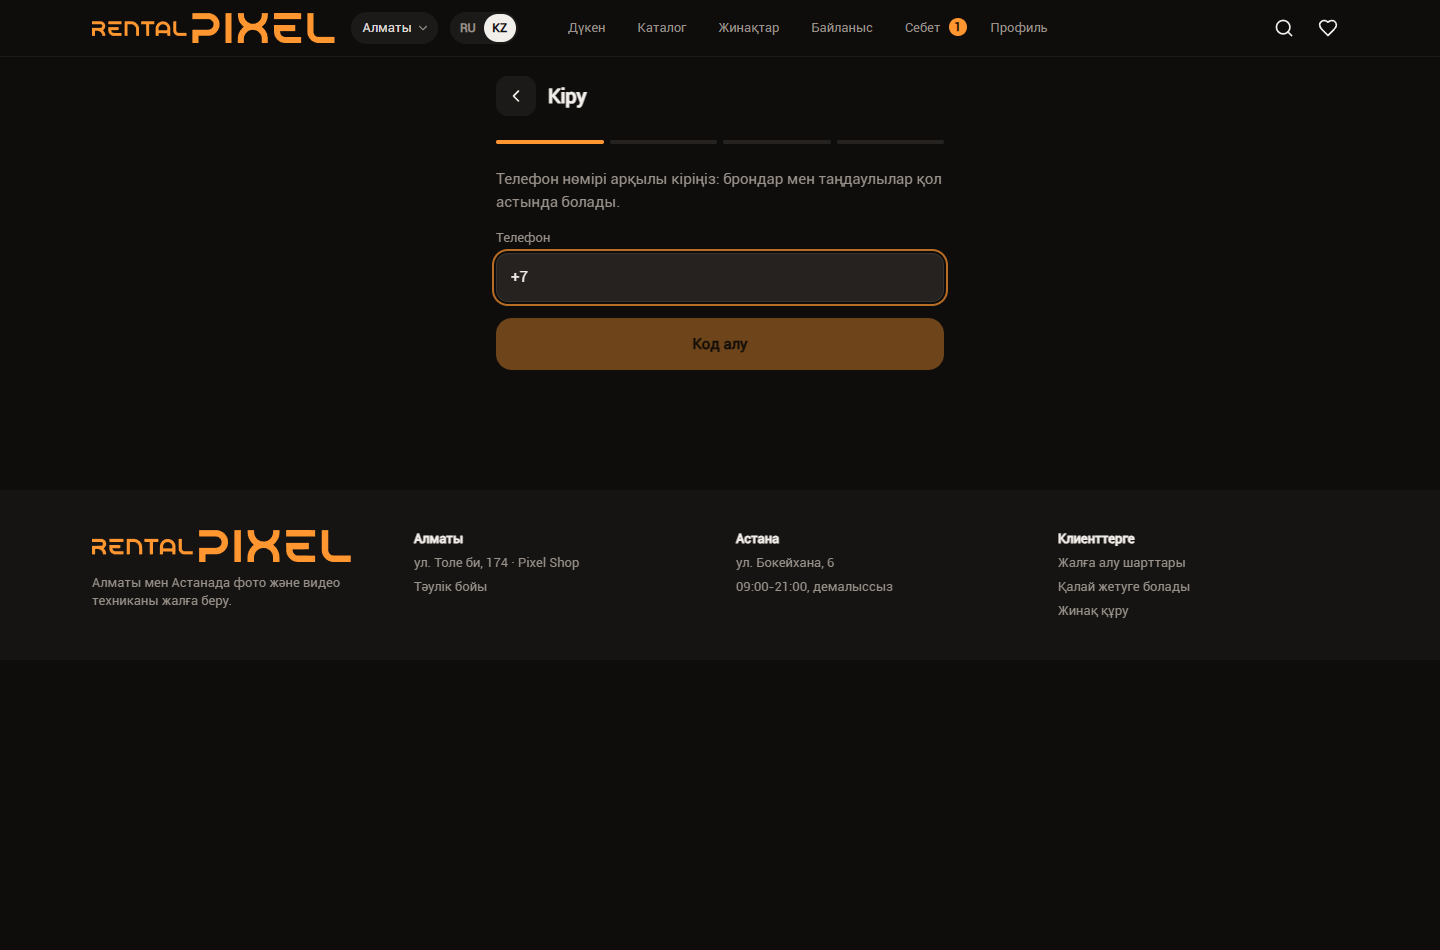 RENTAL PIXEL
Алматы
RU KZ
Дүкен
Каталог
Жинақтар
Байланыс
Себет 1
Профиль
Кіру
Телефон нөмірі арқылы кіріңіз: брондар мен таңдаулылар қол
астында болады.
Телефон
+7
Код алу
RENTAL PIXEL
Алматы мен Астанада фото және видео
техниканы жалға беру.
Алматы
ул. Толе би, 174 · Pixel Shop
Тәулік бойы
Астана
ул. Бокейхана, 6
09:00-21:00, демалыссыз
Клиенттерге
Жалға алу шарттары
Қалай жетуге болады
Жинақ құру